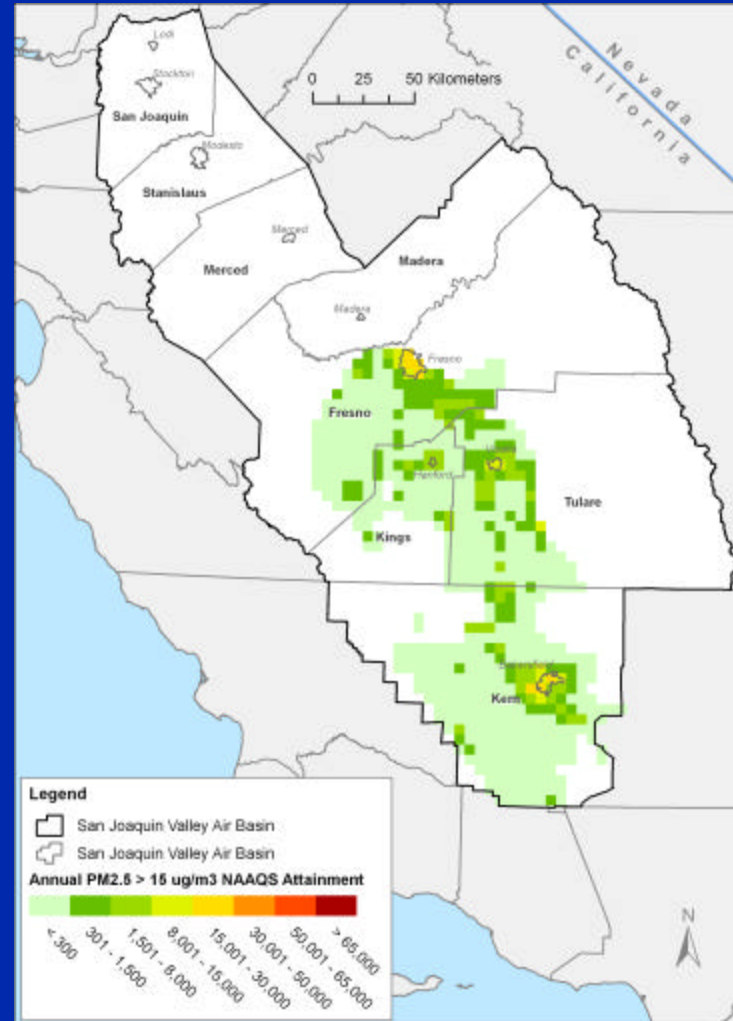 Nevada
California
0 25 50 Kilometers
Lodi
Stockton
San Joaquin
Modesto
Stanislaus
Merced
Merced
Madera
Madera
Fresno
Fresno
Hanford
Visalia
Tulare
Kings
Bakersfield
Kern
N
Legend
San Joaquin Valley Air Basin
San Joaquin Valley Air Basin
Annual PM2.5 > 15 ug/m3 NAAQS Attainment
< 300
301 - 1,500
1,501 - 8,000
8,001 - 15,000
15,001 - 30,000
30,001 - 50,000
50,001 - 65,000
> 65,000